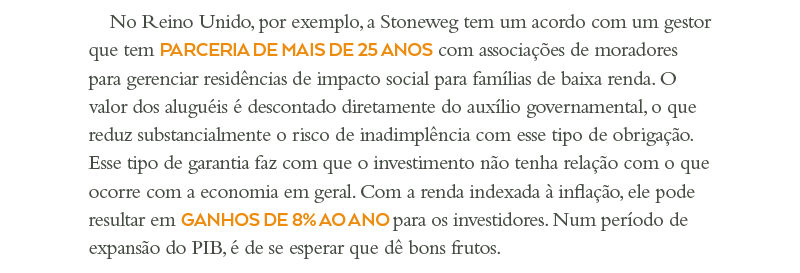 No Reino Unido, por exemplo, a Stoneweg tem um acordo com um gestor
que tem PARCERIA DE MAIS DE 25 ANOS com associações de moradores
para gerenciar residências de impacto social para famílias de baixa renda. O
valor dos aluguéis é descontado diretamente do auxílio governamental, o que
reduz substancialmente o risco de inadimplência com esse tipo de obrigação.
Esse tipo de garantia faz com que o investimento não tenha relação com o que
ocorre com a economia em geral. Com a renda indexada à inflação, ele pode
resultar em GANHOS DE 8% AO ANO para os investidores. Num período de
expansão do PIB, é de se esperar que dê bons frutos.